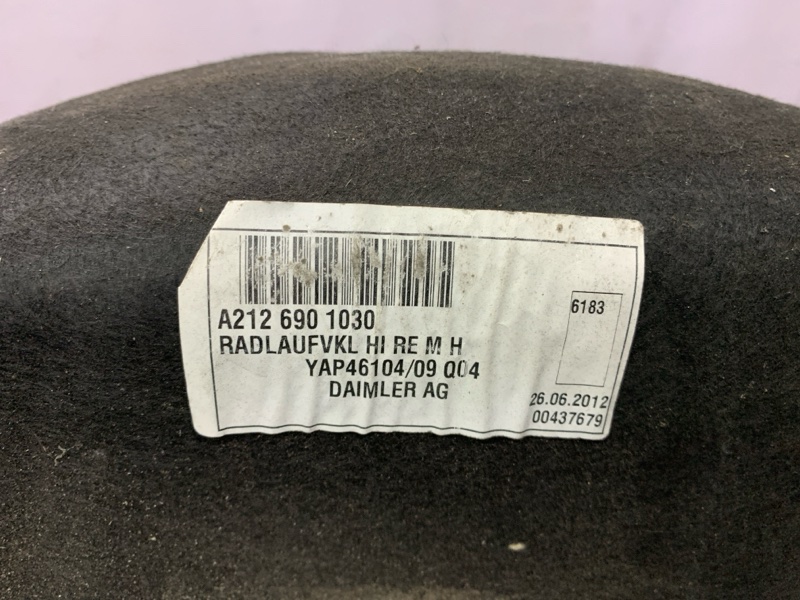 A212 690 1030
6183
RADLAUFVKL HI RE M H
YAP46104/09 Q04
DAIMLER AG
26.06.2012
00437679